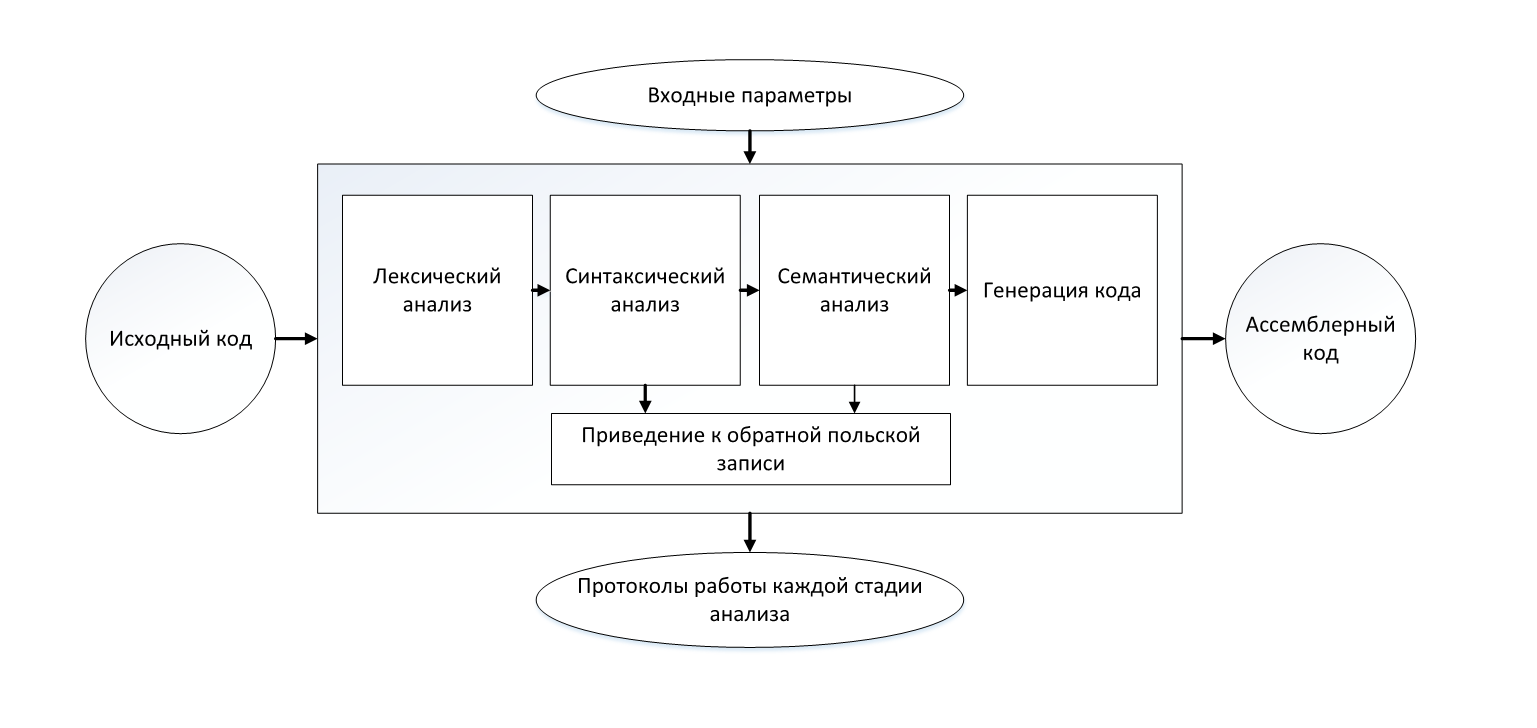 Входные параметры
Исходный код
Лексический
анализ
Синтаксический
анализ
Семантический
анализ
Генерация кода
Ассемблерный
код
Приведение к обратной польской
записи
Протоколы работы каждой стадии
анализа